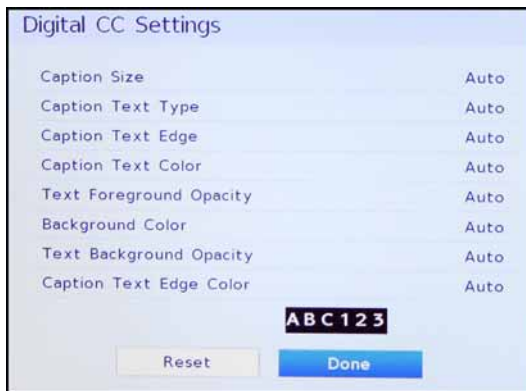 Digital CC Settings
Caption Size Auto
Caption Text Type Auto
Caption Text Edge Auto
Caption Text Color Auto
Text Foreground Opacity Auto
Background Color Auto
Text Background Opacity Auto
Caption Text Edge Color Auto
ABC123
Reset Done